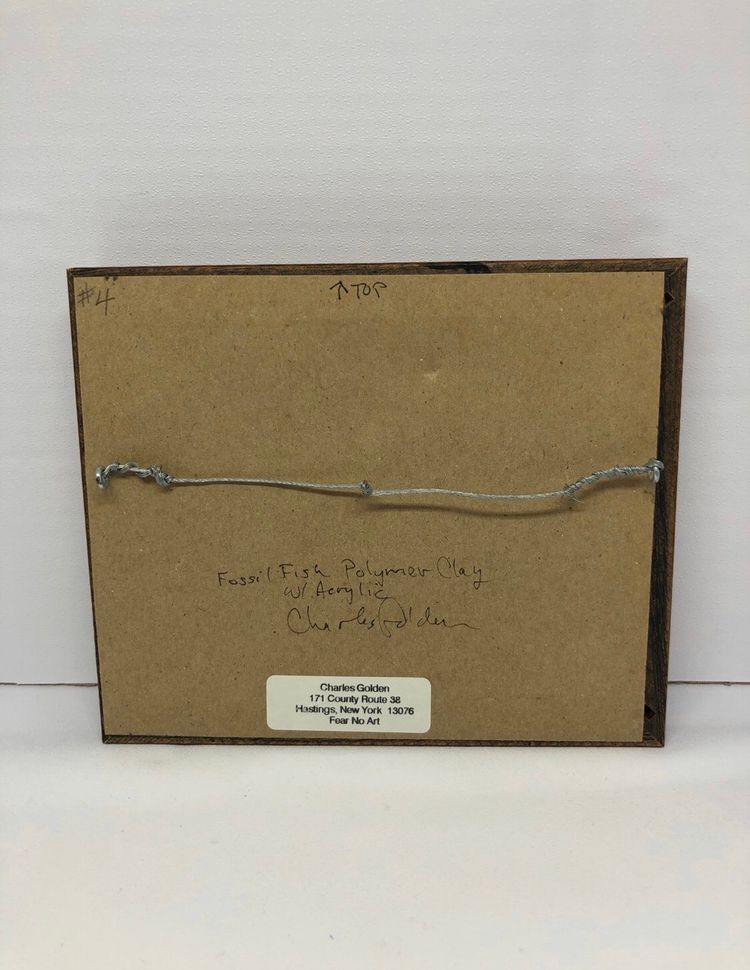 #4
↑TOP
Fossil Fish Polymer Clay
w/ Acrylic
Charles Golden
Charles Golden
171 County Route 38
Hastings, New York 13076
Fear No Art